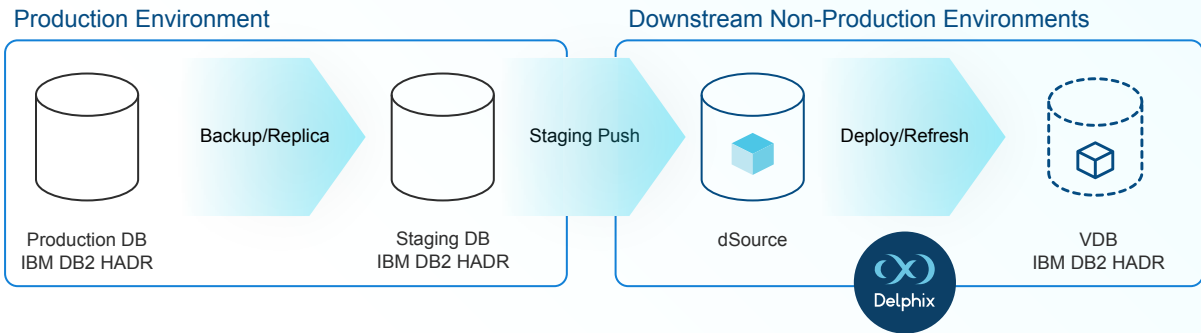 Production Environment
Downstream Non-Production Environments
Backup/Replica
Staging Push
Deploy/Refresh
Production DB
IBM DB2 HADR
Staging DB
IBM DB2 HADR
dSource
VDB
IBM DB2 HADR
Delphix